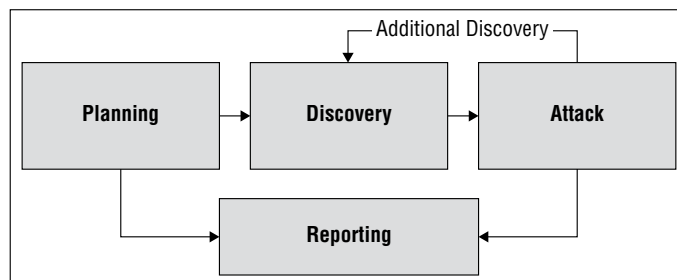 Additional Discovery
Planning
Discovery
Attack
Reporting